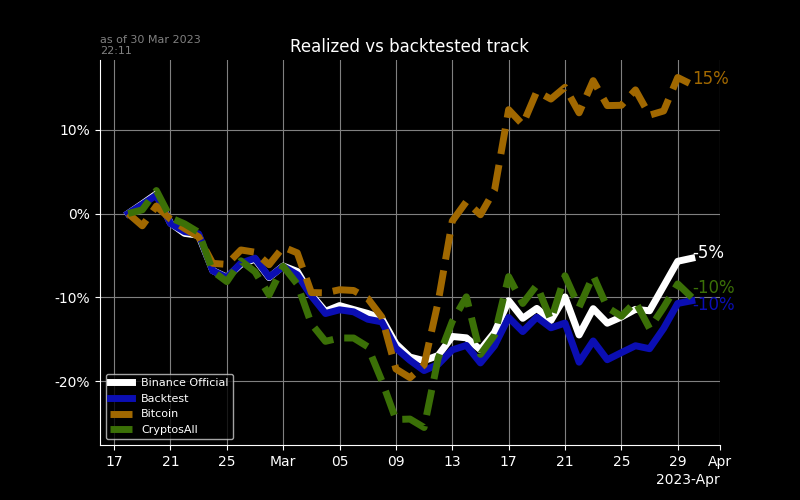 as of 30 Mar 2023
22:11
Realized vs backtested track
15%
10%
0%
-5%
-10%
-10%
-10%
-20%
Binance Official
Backtest
Bitcoin
CryptosAll
17 21 25 Mar 05 09 13 17 21 25 29 Apr
2023-Apr